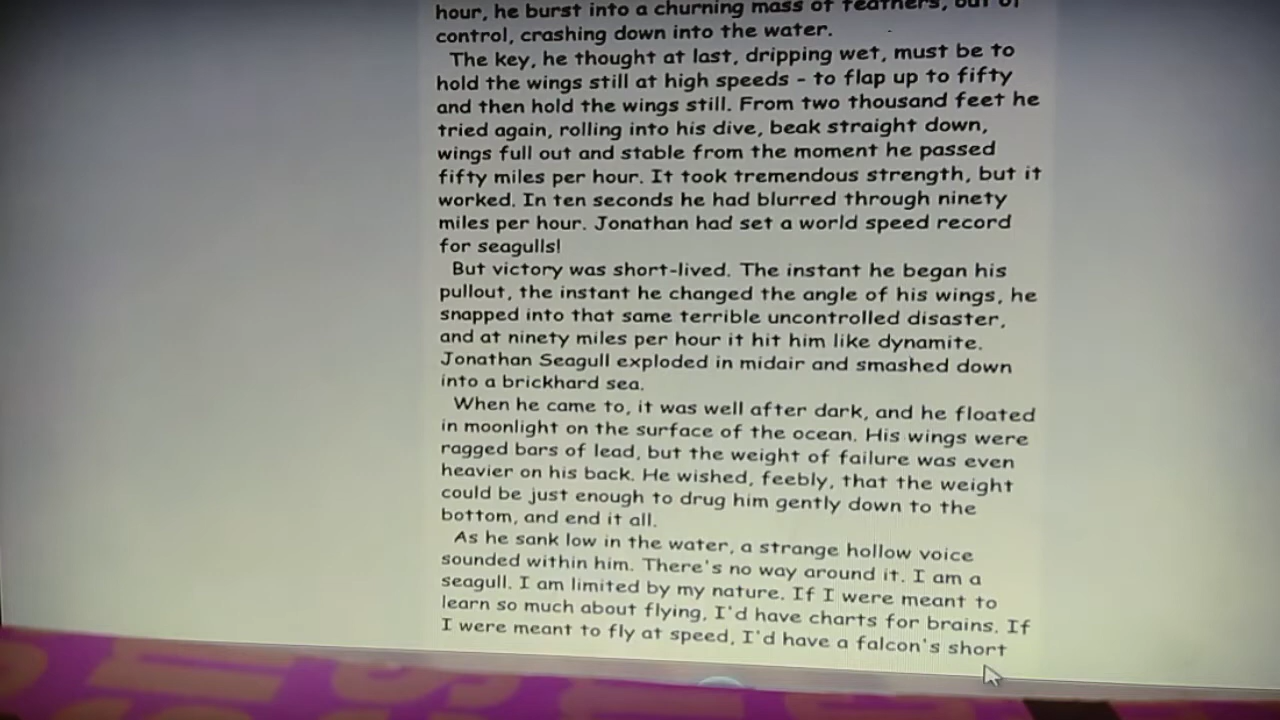 hour, he burst into a churning mass of feathers, out of
control, crashing down into the water.
The key, he thought at last, dripping wet, must be to
hold the wings still at high speeds - to flap up to fifty
and then hold the wings still. From two thousand feet he
tried again, rolling into his dive, beak straight down,
wings full out and stable from the moment he passed
fifty miles per hour. It took tremendous strength, but it
worked. In ten seconds he had blurred through ninety
miles per hour. Jonathan had set a world speed record
for seagulls!
But victory was short-lived. The instant he began his
pullout, the instant he changed the angle of his wings, he
snapped into that same terrible uncontrolled disaster,
and at ninety miles per hour it hit him like dynamite.
Jonathan Seagull exploded in midair and smashed down
into a brickhard sea.
When he came to, it was well after dark, and he floated
in moonlight on the surface of the ocean. His wings were
ragged bars of lead, but the weight of failure was even
heavier on his back. He wished, feebly, that the weight
could be just enough to drug him gently down to the
bottom, and end it all.
As he sank low in the water, a strange hollow voice
sounded within him. There's no way around it. I am a
seagull. I am limited by my nature. If I were meant to
learn so much about flying, I'd have charts for brains. If
I were meant to fly at speed, I'd have a falcon's short